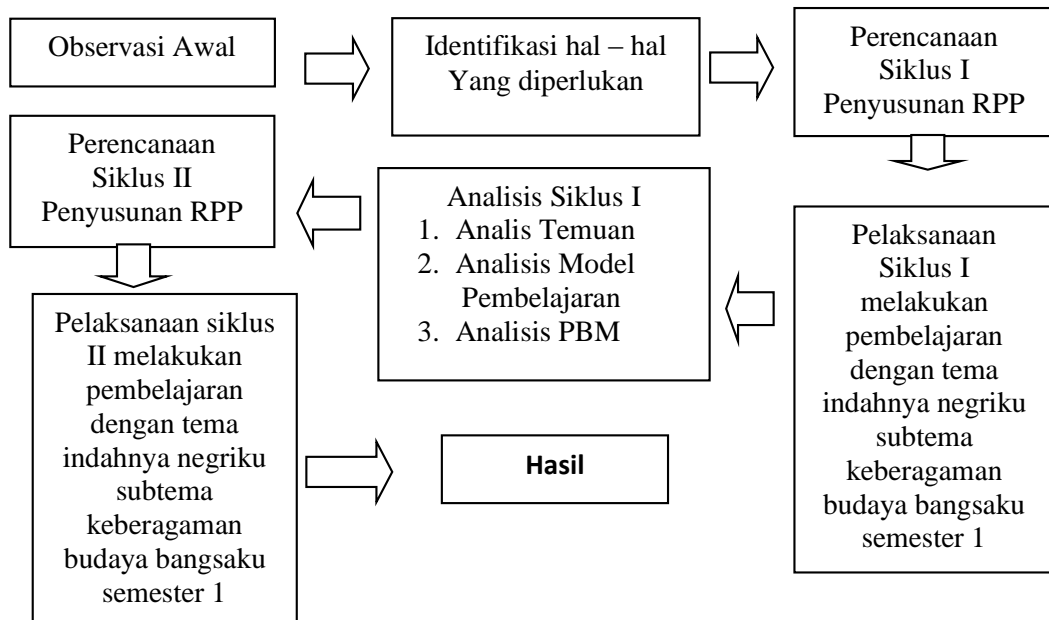 Observasi Awal
Identifikasi hal – hal
Yang diperlukan
Perencanaan
Siklus I
Penyusunan RPP
Pelaksanaan
Siklus I
melakukan
pembelajaran
dengan tema
indahnya negriku
subtema
keberagaman
budaya bangsaku
semester 1
Analisis Siklus I
1. Analis Temuan
2. Analisis Model
Pembelajaran
3. Analisis PBM
Perencanaan
Siklus II
Penyusunan RPP
Pelaksanaan siklus
II melakukan
pembelajaran
dengan tema
indahnya negriku
subtema
keberagaman
budaya bangsaku
semester 1
Hasil